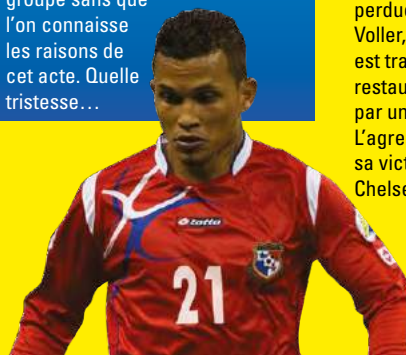 groupe sans que
l'on connaisse
les raisons de
cet acte. Quelle
tristesse…
perdue
Voller,
est tra
restau
par un
L'agre
sa vict
Chelse
lotto
21